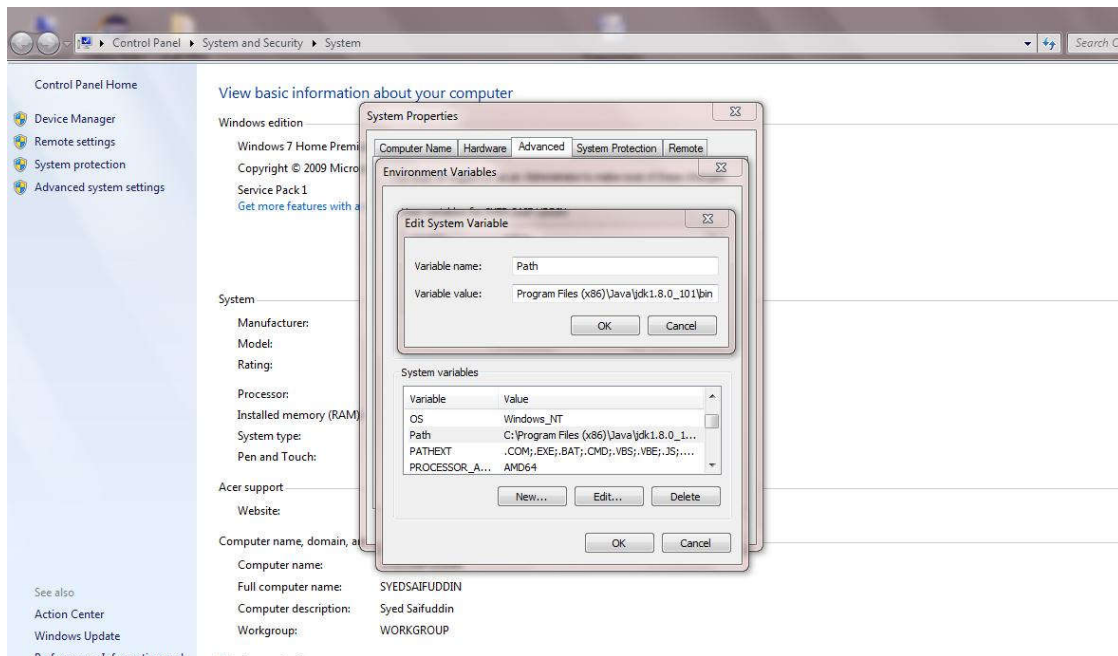 Control Panel ▸ System and Security ▸ System
Search C
Control Panel Home
Device Manager
Remote settings
System protection
Advanced system settings
See also
Action Center
Windows Update
View basic information about your computer
Windows edition
Windows 7 Home Premi
Copyright © 2009 Micro
Service Pack 1
Get more features with a
System
Manufacturer:
Model:
Rating:
Processor:
Installed memory (RAM)
System type:
Pen and Touch:
Acer support
Website:
Computer name, domain, a
Computer name:
Full computer name: SYEDSAIFUDDIN
Computer description: Syed Saifuddin
Workgroup: WORKGROUP
System Properties
Computer Name Hardware Advanced System Protection Remote
Environment Variables
Edit System Variable
Variable name: Path
Variable value: Program Files (x86)\Java\jdk1.8.0_101\bin
OK Cancel
System variables
Variable Value
OS Windows_NT
Path C:\Program Files (x86)\Java\jdk1.8.0_1...
PATHEXT .COM;.EXE;.BAT;.CMD;.VBS;.VBE;.JS;....
PROCESSOR_A... AMD64
New... Edit... Delete
OK Cancel